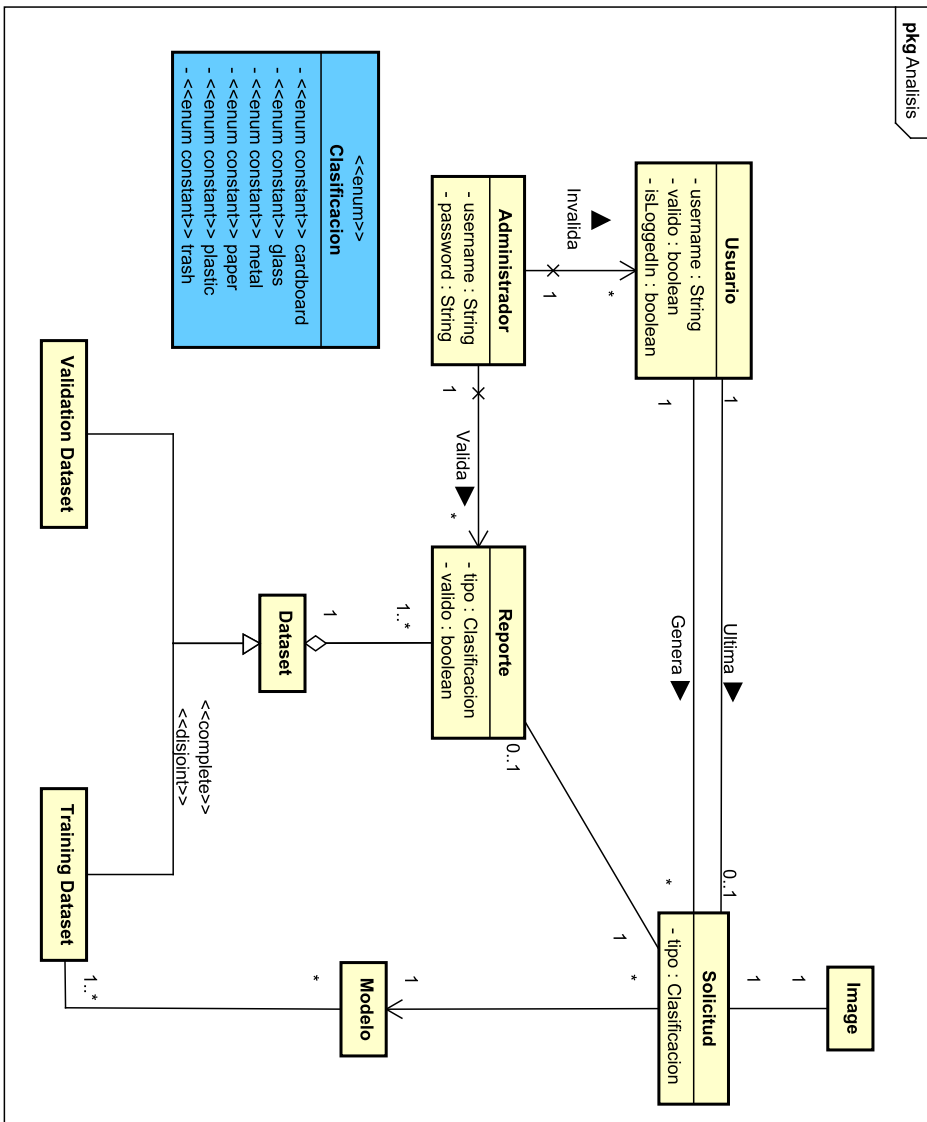 pkg Analisis
Usuario
- username : String
- valido : boolean
- isLoggedIn : boolean
1
1
Ultima
Genera
0..1
*
Solicitud
- tipo : Clasificacion
1
1
Image
Invalida
*
1
Administrador
- username : String
- password : String
1
Valida
*
Reporte
- tipo : Clasificacion
- valido : boolean
0..1
1
*
1
Modelo
*
1..*
1..*
1
Dataset
<<complete>>
<<disjoint>>
Validation Dataset
Training Dataset
<<enum>>
Clasificacion
- <<enum constant>> cardboard
- <<enum constant>> glass
- <<enum constant>> metal
- <<enum constant>> paper
- <<enum constant>> plastic
- <<enum constant>> trash